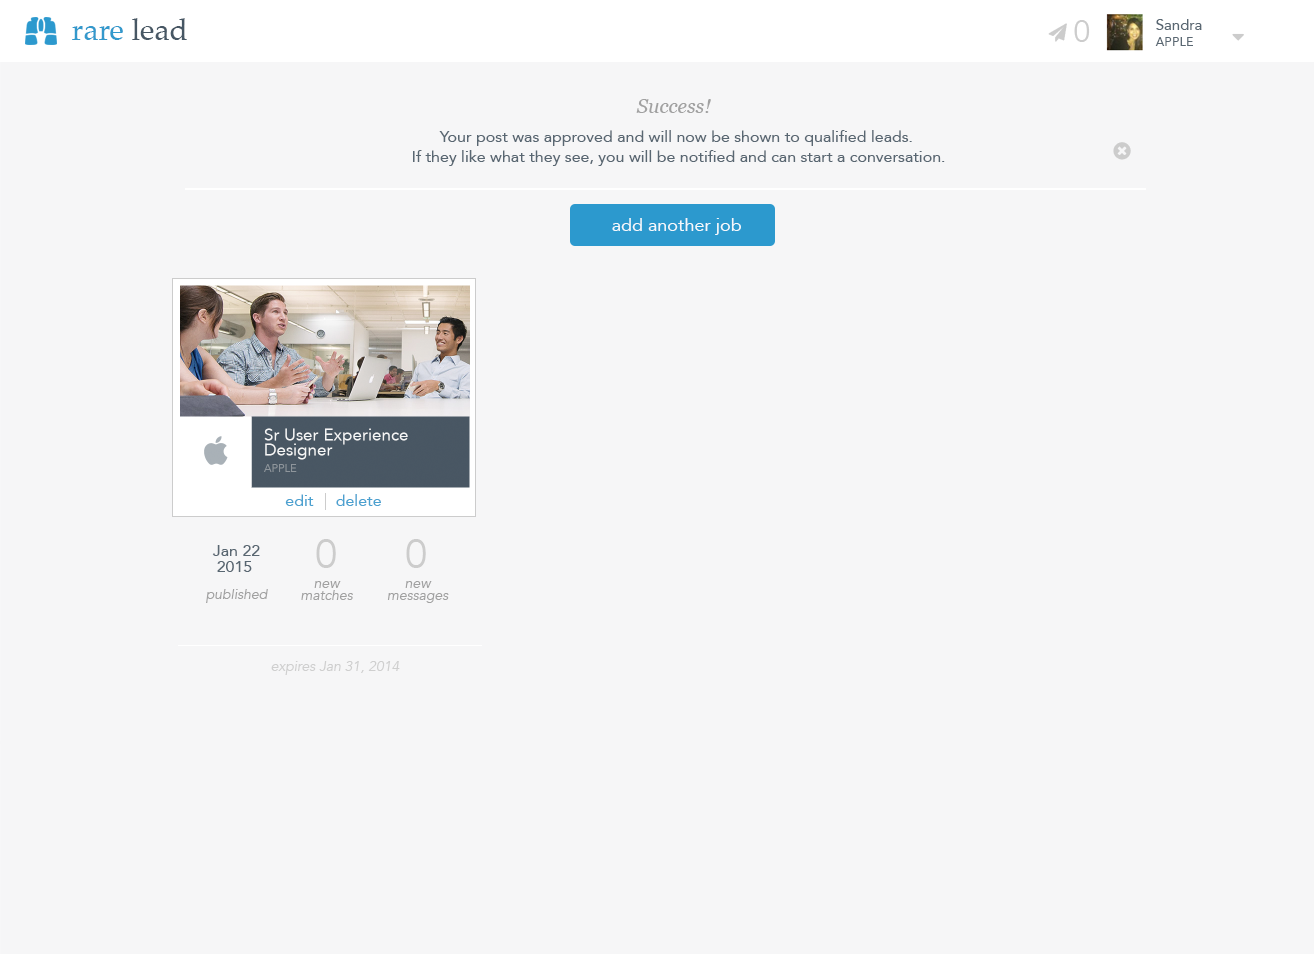 rare lead
0
Sandra
APPLE
Success!
Your post was approved and will now be shown to qualified leads.
If they like what they see, you will be notified and can start a conversation.
add another job
Sr User Experience
Designer
APPLE
edit | delete
Jan 22
2015
published
0
new
matches
0
new
messages
expires Jan 31, 2014